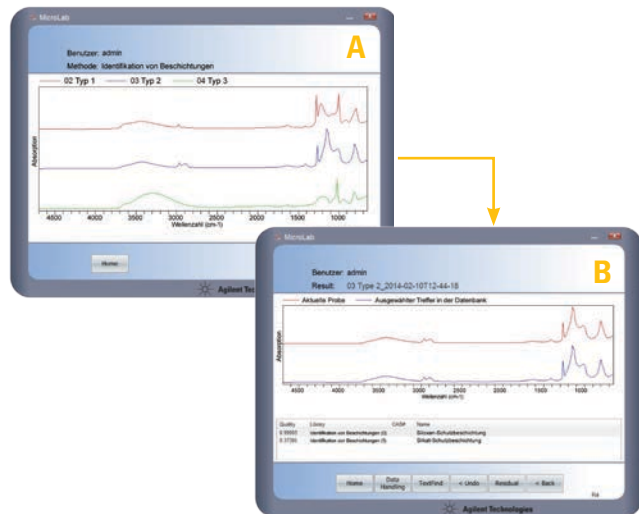 MicroLab
A
Benutzer: admin
Methode: Identifikation von Beschichtungen
02 Typ 1 03 Typ 2 04 Typ 3
Absorption
4500 4000 3500 3000 2500 2000 1500 1000
Wellenzahl (cm-1)
Home
Agilent Tech
MicroLab
B
Benutzer: admin
Result: 03 Type 2_2014-02-10T12-44-18
Aktuelle Probe Ausgewählter Treffer in der Datenbank
Absorption
4500 4000 3500 3000 2500 2000 1500 1000
Wellenzahl (cm-1)
Quality Library CAS# Name
Identifikation von Beschichtungen Siloxan-Schutzbeschichtung
Identifikation von Beschichtungen Silikat-Schutzbeschichtung
Home Data Handling TextFind < Undo Residual < Back
Agilent Technologies